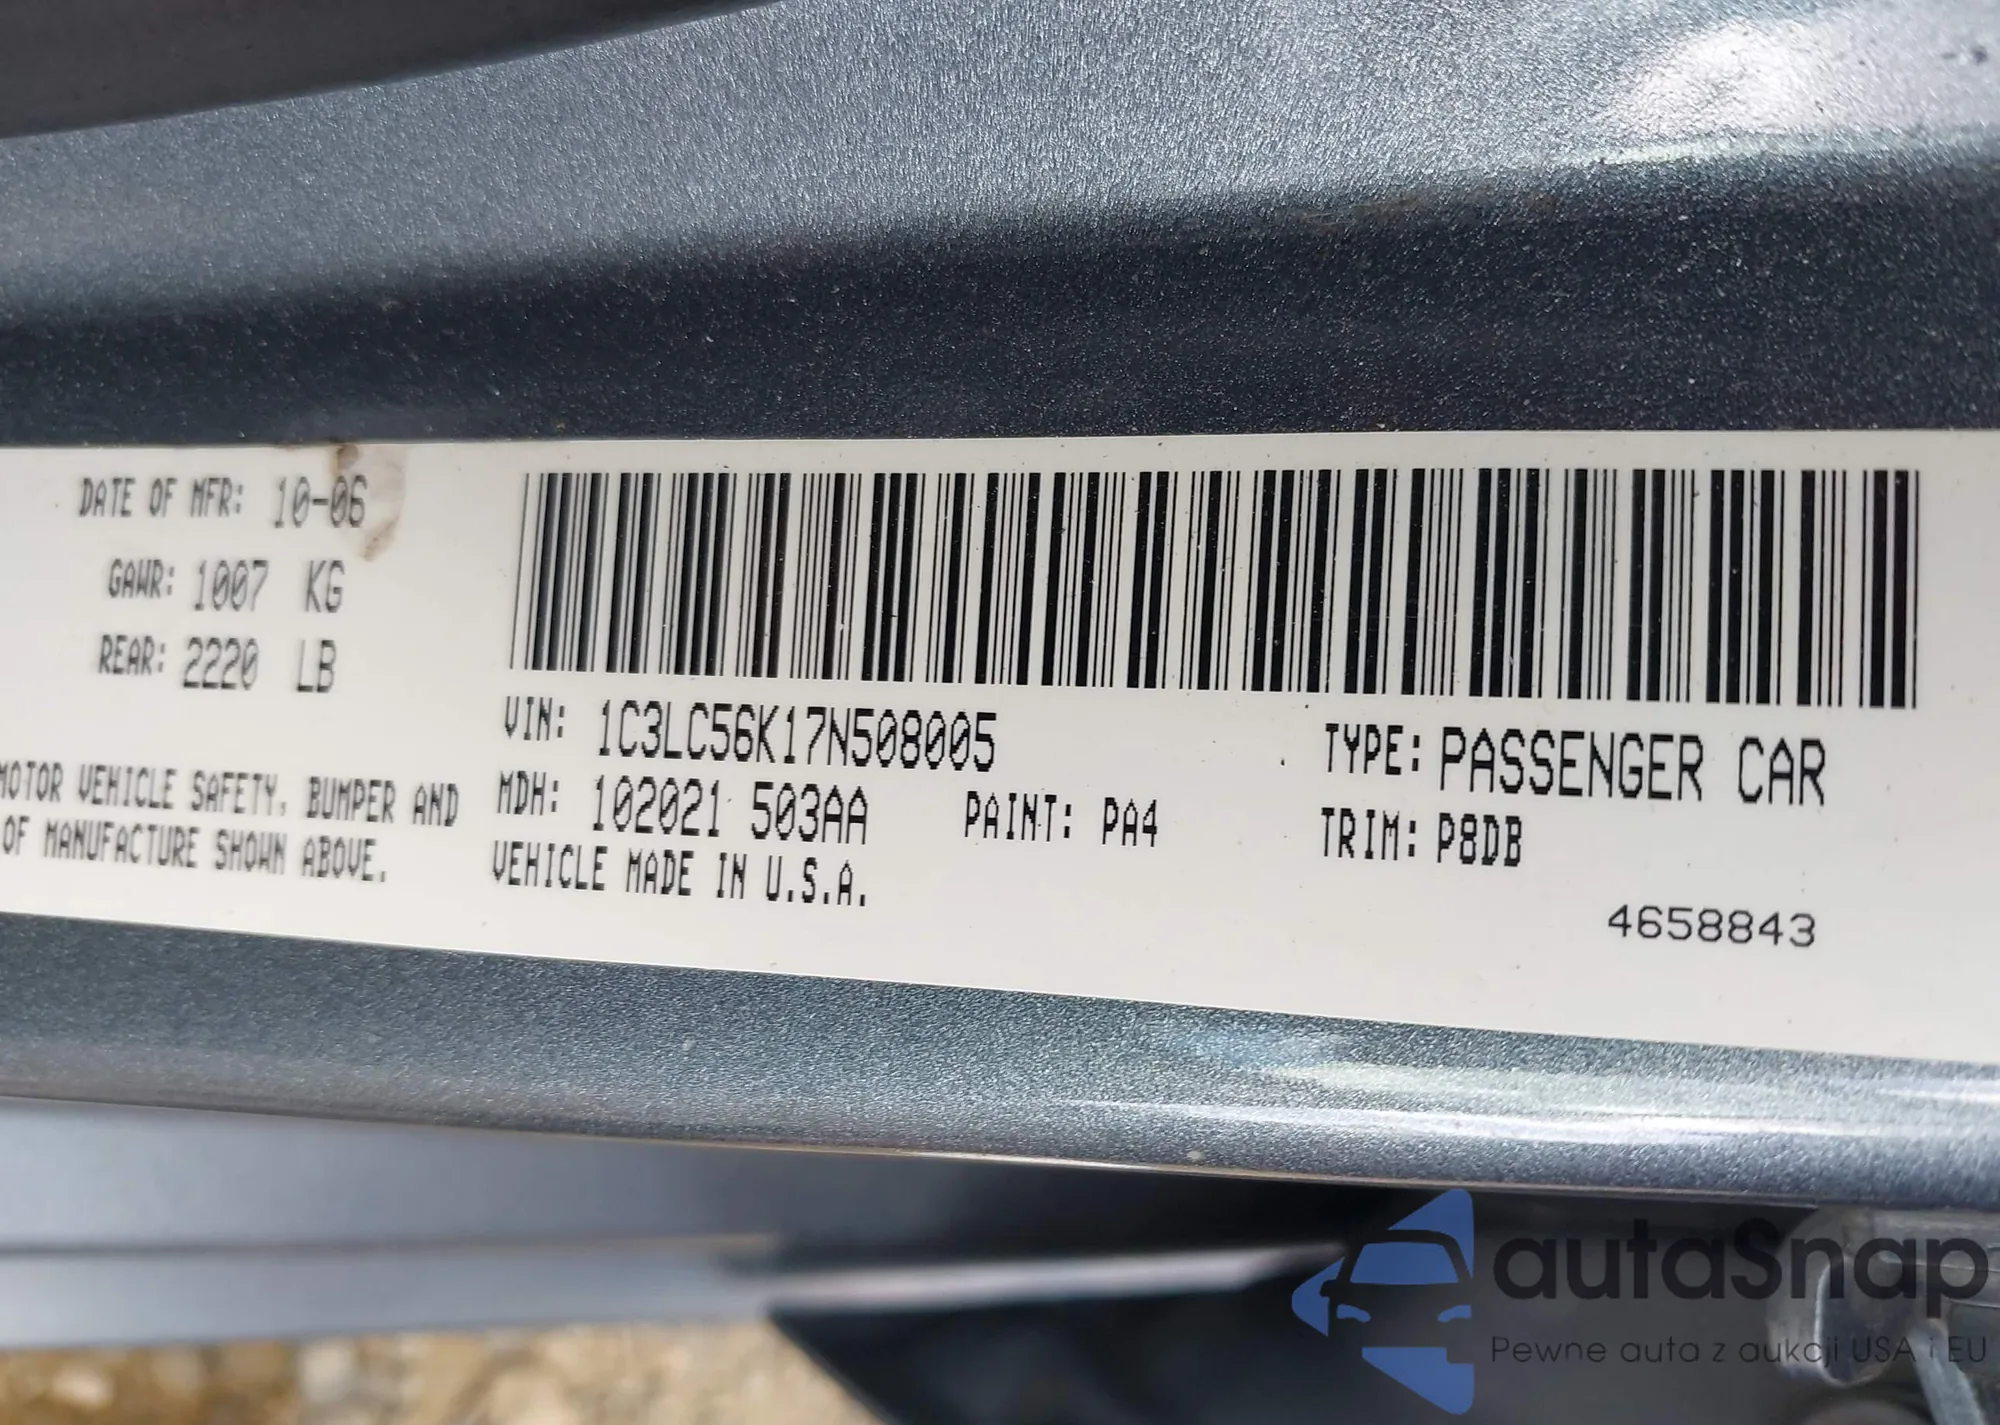 DATE OF MFR: 10-06
GAWR: 1007 KG
REAR: 2220 LB
MOTOR VEHICLE SAFETY, BUMPER AND
OF MANUFACTURE SHOWN ABOVE.
VIN: 1C3LC56K17N508005
MDH: 102021 503AA PAINT: PA4
VEHICLE MADE IN U.S.A.
TYPE: PASSENGER CAR
TRIM: P8DB
4658843
autaSnap
Pewne auta z aukcji USA i EU